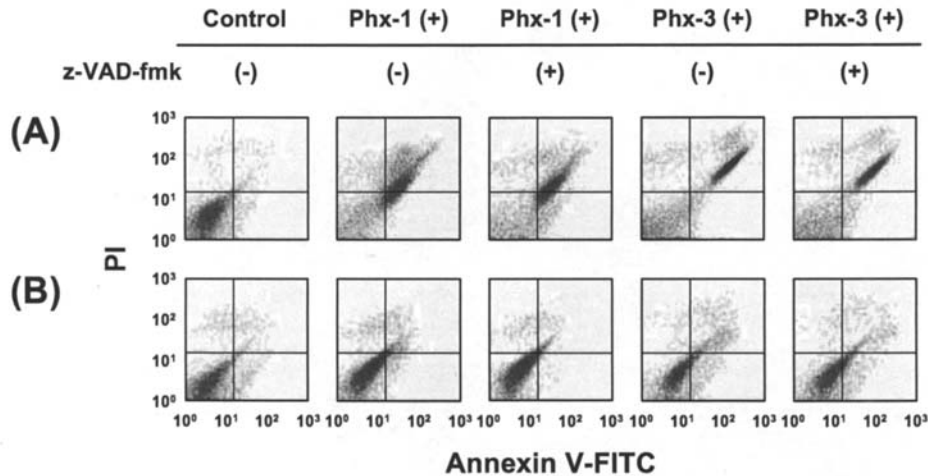 Control Phx-1 (+) Phx-1 (+) Phx-3 (+) Phx-3 (+)
z-VAD-fmk (-) (-) (+) (-) (+)
(A)
10³
10²
10¹
10⁰
PI
(B)
10³
10²
10¹
10⁰
10⁰ 10¹ 10² 10³ 10⁰ 10¹ 10² 10³ 10⁰ 10¹ 10² 10³ 10⁰ 10¹ 10² 10³ 10⁰ 10¹ 10² 10³
Annexin V-FITC